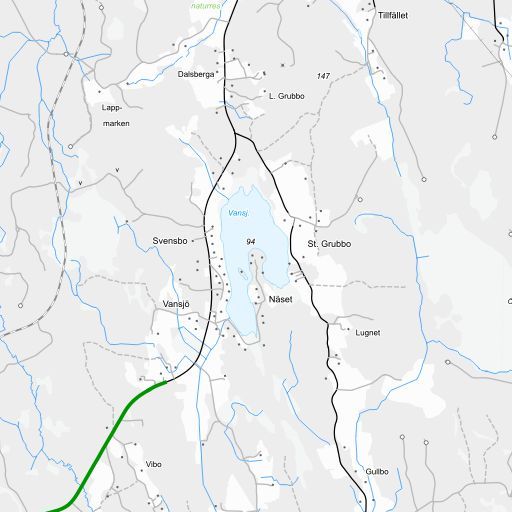 naturres
Tillfället
Dalsberga
147
L. Grubbo
Lapp-
marken
Vansj.
Svensbo
94
St. Grubbo
Vansjö
Näset
Lugnet
Vibo
Gullbo